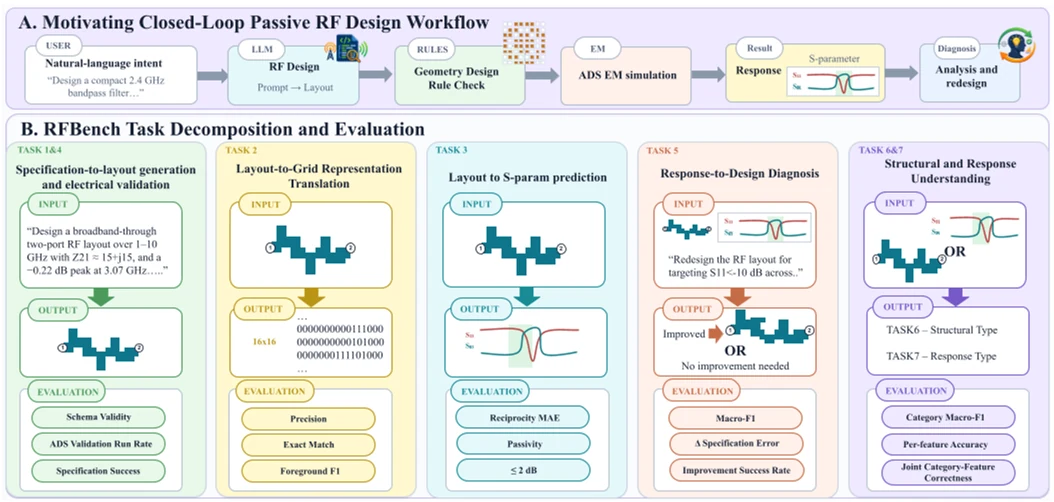 A. Motivating Closed-Loop Passive RF Design Workflow
USER
Natural-language intent
“Design a compact 2.4 GHz
bandpass filter…”
LLM
RF Design
Prompt → Layout
RULES
Geometry Design
Rule Check
EM
ADS EM simulation
Result
Response
S-parameter
S₁₁
S₂₁
Diagnosis
Analysis and
redesign
B. RFBench Task Decomposition and Evaluation
TASK 1&4
Specification-to-layout generation
and electrical validation
INPUT
“Design a broadband-through
two-port RF layout over 1–10
GHz with Z21 ≈ 15+j15, and a
−0.22 dB peak at 3.07 GHz…..”
OUTPUT
1
2
EVALUATION
Schema Validity
ADS Validation Run Rate
Specification Success
TASK 2
Layout-to-Grid Representation
Translation
INPUT
1
2
OUTPUT
…
16x16
0000000000111000
0000000000101000
0000000111101000
…
EVALUATION
Precision
Exact Match
Foreground F1
TASK 3
Layout to S-param prediction
INPUT
1
2
OUTPUT
S₁₁
S₂₁
EVALUATION
Reciprocity MAE
Passivity
≤ 2 dB
TASK 5
Response-to-Design Diagnosis
INPUT
1
2
S₁₁
S₂₁
“Redesign the RF layout for
targeting S11<-10 dB across..”
OUTPUT
Improved
1
2
OR
No improvement needed
EVALUATION
Macro-F1
Δ Specification Error
Improvement Success Rate
TASK 6&7
Structural and Response
Understanding
INPUT
S₁₁
S₂₁
OR
1
2
OUTPUT
TASK6 – Structural Type
TASK7 – Response Type
EVALUATION
Category Macro-F1
Per-feature Accuracy
Joint Category-Feature
Correctness